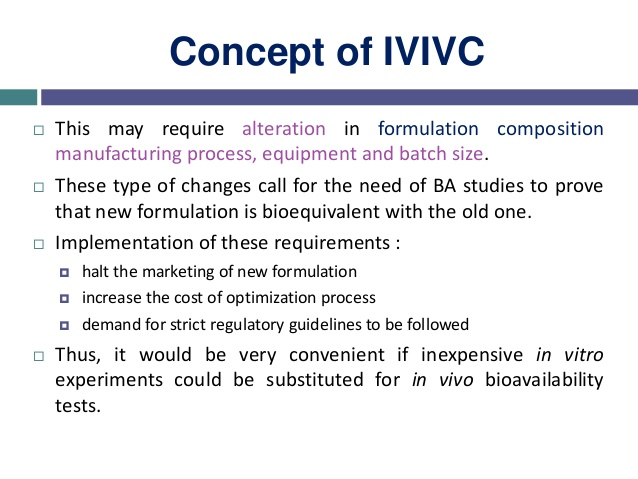 Concept of IVIVC
This may require alteration in formulation composition
manufacturing process, equipment and batch size.
These type of changes call for the need of BA studies to prove
that new formulation is bioequivalent with the old one.
Implementation of these requirements :
halt the marketing of new formulation
increase the cost of optimization process
demand for strict regulatory guidelines to be followed
Thus, it would be very convenient if inexpensive in vitro
experiments could be substituted for in vivo bioavailability
tests.